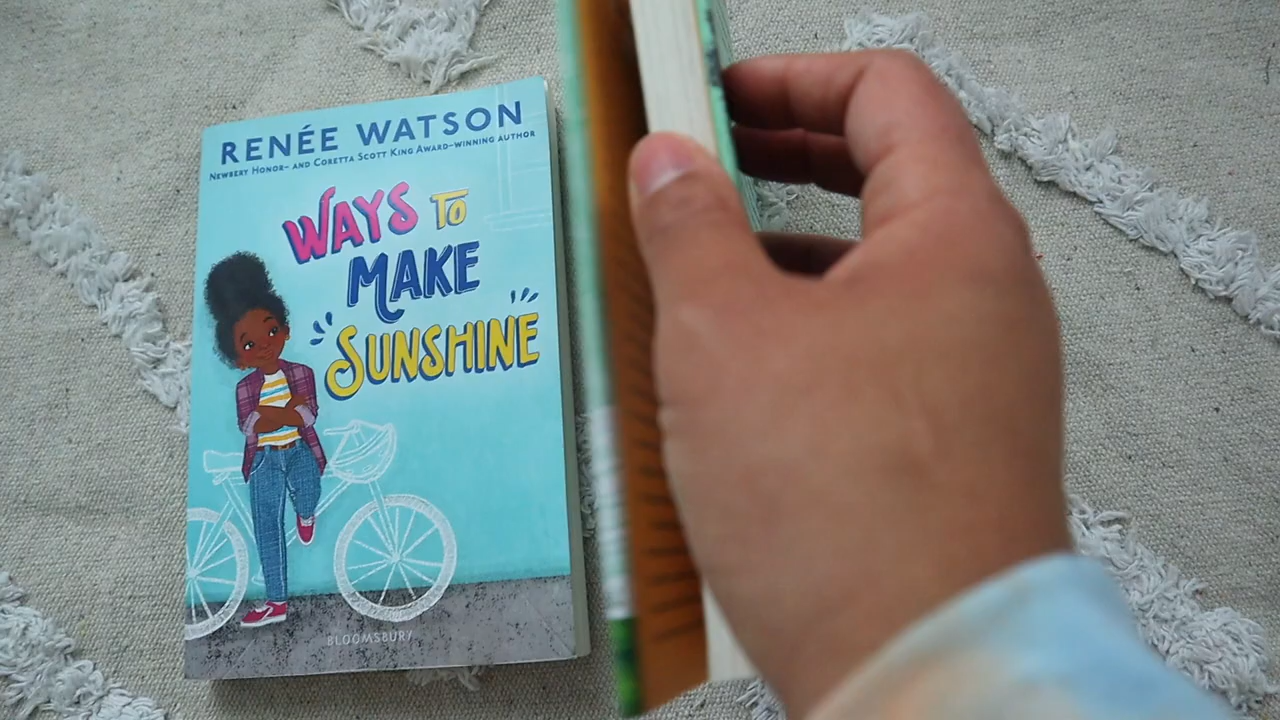 RENÉE WATSON
NEWBERY HONOR– AND CORETTA SCOTT KING AWARD–WINNING AUTHOR
WAYS TO
MAKE
SUNSHINE
BLOOMSBURY